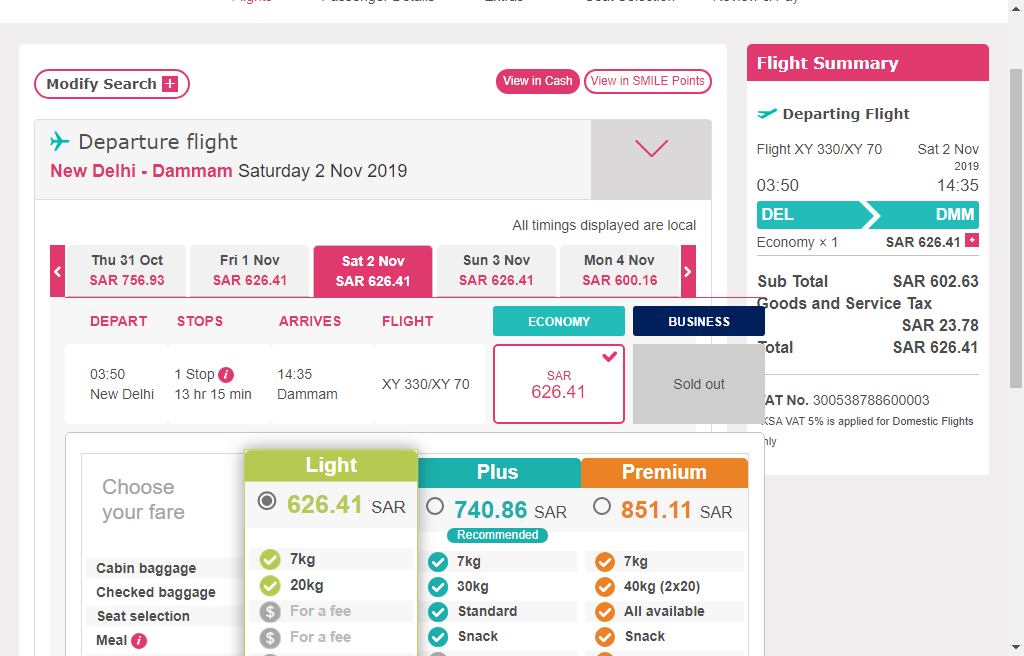 Flights Passenger Details Extras Seat Selection Review & Pay
Modify Search
View in Cash
View in SMILE Points
Departure flight
New Delhi - Dammam Saturday 2 Nov 2019
All timings displayed are local
Thu 31 Oct
SAR 756.93
Fri 1 Nov
SAR 626.41
Sat 2 Nov
SAR 626.41
Sun 3 Nov
SAR 626.41
Mon 4 Nov
SAR 600.16
DEPART STOPS ARRIVES FLIGHT ECONOMY BUSINESS
03:50
New Delhi
1 Stop i
13 hr 15 min
14:35
Dammam
XY 330/XY 70
SAR
626.41
Sold out
Choose
your fare
Light
626.41 SAR
Plus
740.86 SAR
Recommended
Premium
851.11 SAR
Cabin baggage 7kg 7kg 7kg
Checked baggage 20kg 30kg 40kg (2x20)
Seat selection $ For a fee Standard All available
Meal i $ For a fee Snack Snack
Flight Summary
Departing Flight
Flight XY 330/XY 70 Sat 2 Nov
2019
03:50 14:35
DEL DMM
Economy × 1 SAR 626.41 +
Sub Total SAR 602.63
Goods and Service Tax
SAR 23.78
Total SAR 626.41
VAT No. 300538788600003
KSA VAT 5% is applied for Domestic Flights
only